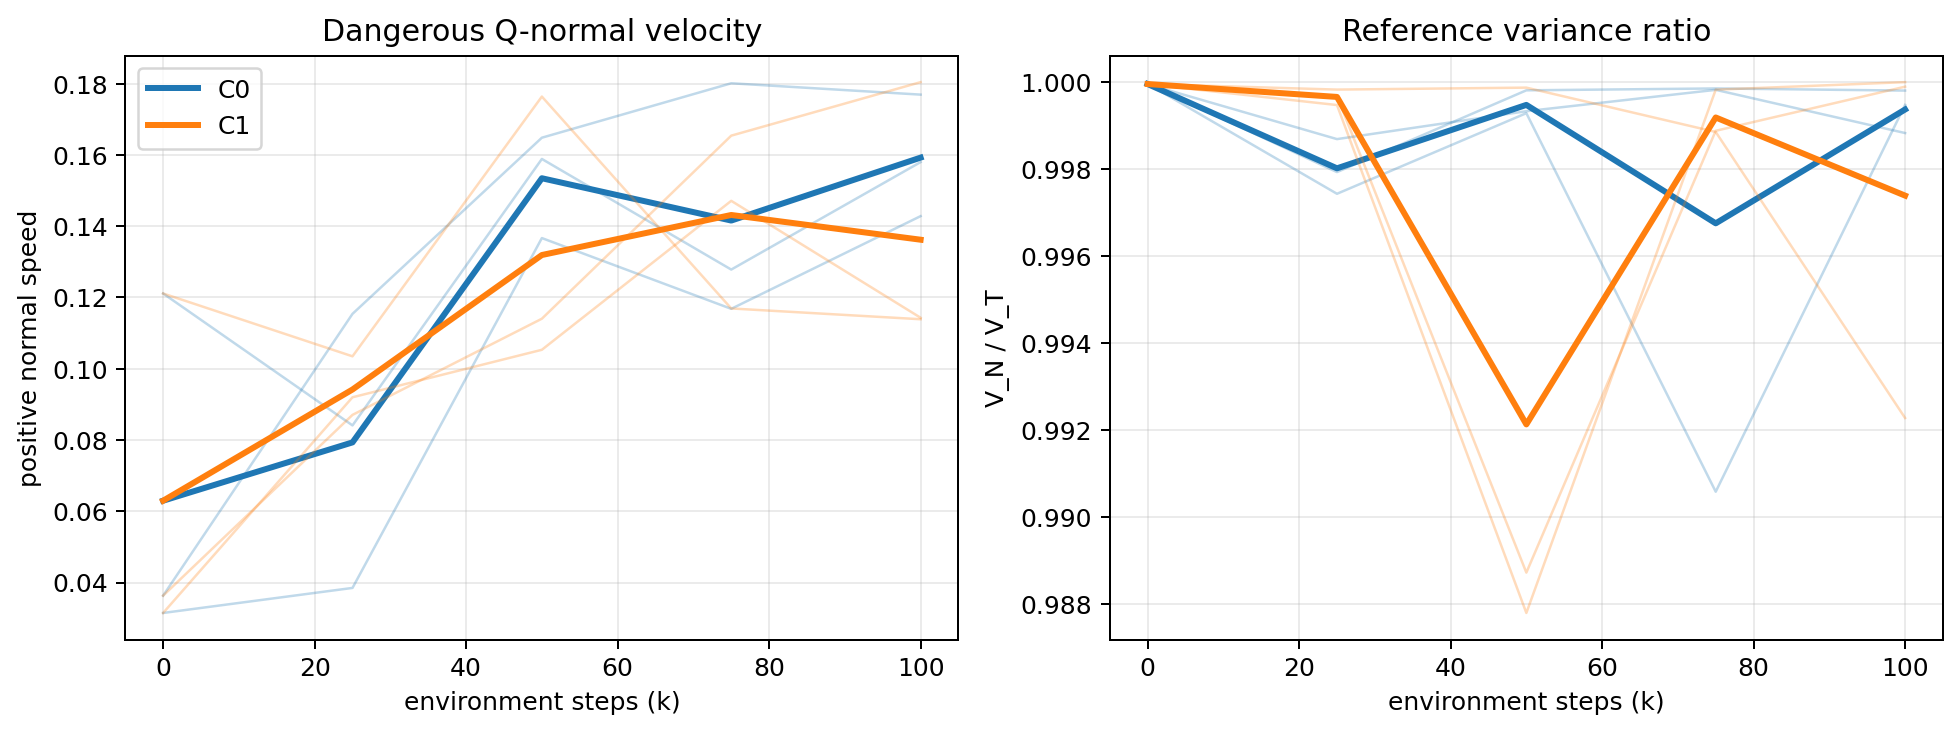 Dangerous Q-normal velocity
C0
C1
positive normal speed
0.18
0.16
0.14
0.12
0.10
0.08
0.06
0.04
0 20 40 60 80 100
environment steps (k)
Reference variance ratio
V_N / V_T
1.000
0.998
0.996
0.994
0.992
0.990
0.988
0 20 40 60 80 100
environment steps (k)